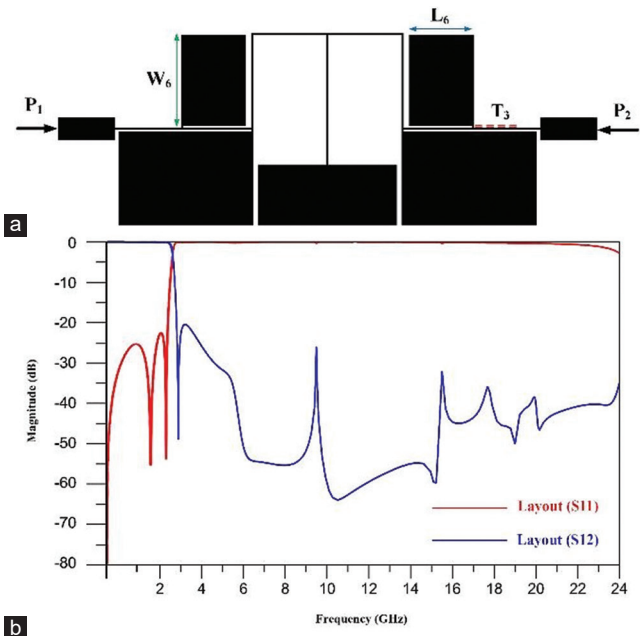 L6
W6
P1
T3
P2
a
0
-10
-20
-30
-40
-50
-60
-70
-80
Magnitude (dB)
Layout (S11)
Layout (S12)
2 4 6 8 10 12 14 16 18 20 22 24
Frequency (GHz)
b